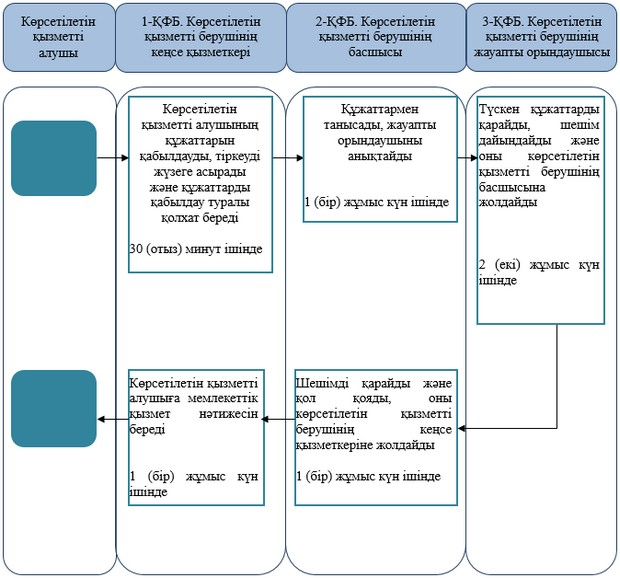 Көрсетілетін
қызметті
алушы
1-ҚФБ. Көрсетілетін
қызметті берушінің
кеңсе қызметкері
2-ҚФБ. Көрсетілетін
қызметті берушінің
басшысы
3-ҚФБ. Көрсетілетін
қызметті берушінің
жауапты орындаушысы
Көрсетілетін
қызметті алушының
құжаттарын
қабылдауды, тіркеуді
жүзеге асырады
және құжаттарды
қабылдау туралы
қолхат береді
30 (отыз) минут ішінде
Құжаттармен
танысады, жауапты
орындаушыны
анықтайды
1 (бір) жұмыс күн ішінде
Түскен құжаттарды
қарайды, шешім
дайындайды және
оны көрсетілетін
қызметті берушінің
басшысына
жолдайды
2 (екі) жұмыс күн
ішінде
Көрсетілетін қызметті
алушыға мемлекеттік
қызмет нәтижесін
береді
1 (бір) жұмыс күн
ішінде
Шешімді қарайды және
қол қояды, оны
көрсетілетін қызметті
берушінің кеңсе
қызметкеріне жолдайды
1 (бір) жұмыс күн ішінде